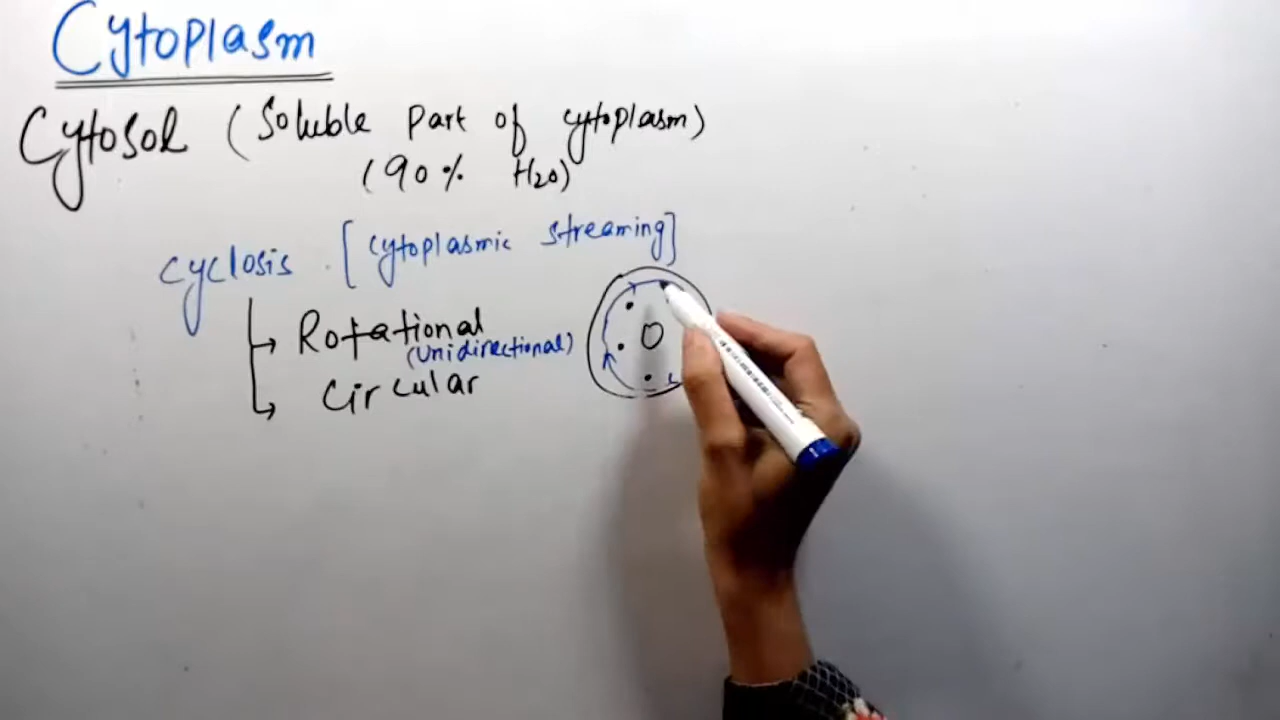 Cytoplasm
Cytosol (Soluble Part of cytoplasm)
(90% H2O)
cyclosis [cytoplasmic streaming]
Rotational
(Unidirectional)
Circular